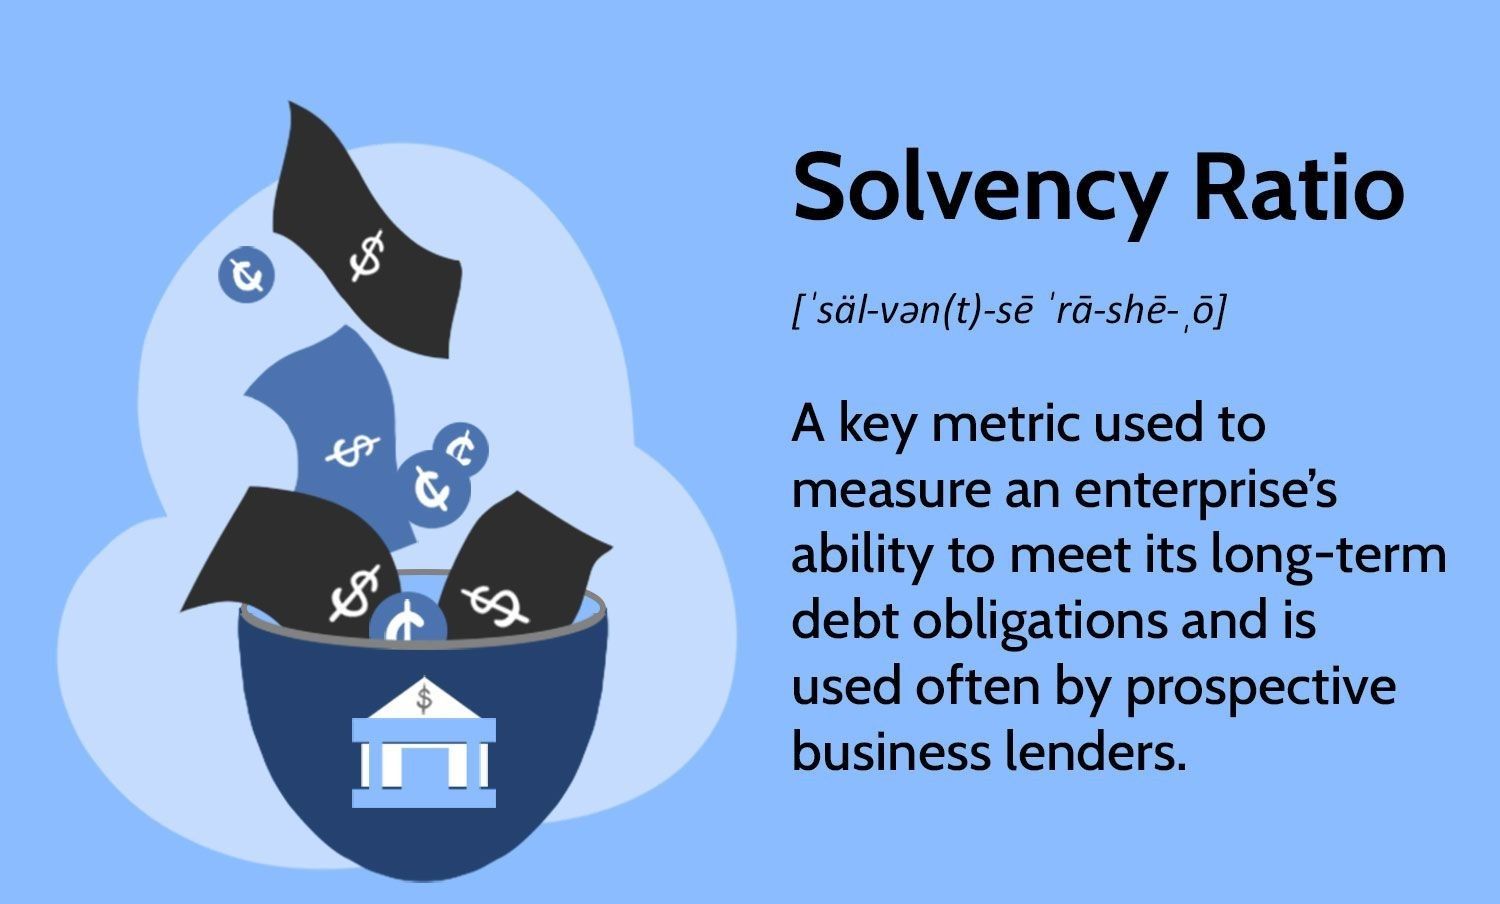 Solvency Ratio
[ˈsäl-vən(t)-sē ˈrā-shē-ˌō]
A key metric used to
measure an enterprise’s
ability to meet its long-term
debt obligations and is
used often by prospective
business lenders.
$
¢
$
¢
¢
$
$
¢
$